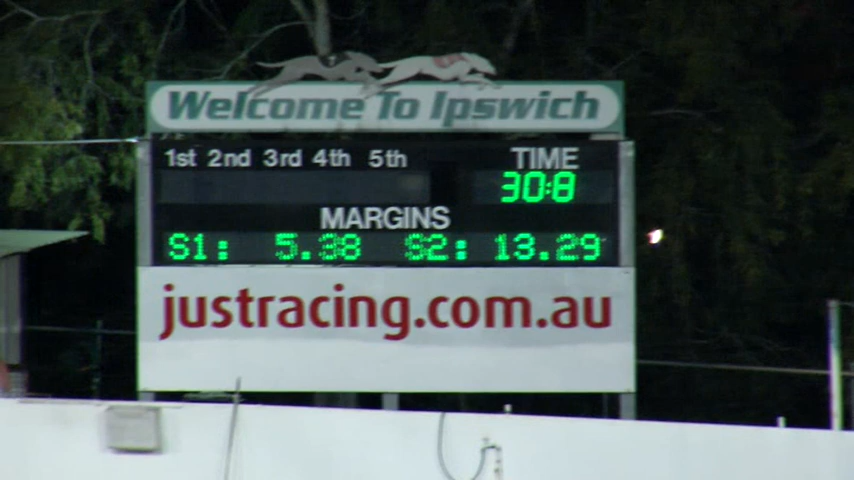 Welcome To Ipswich
1st 2nd 3rd 4th 5th TIME
30:8
MARGINS
S1: 5.38 S2: 13.29
justracing.com.au